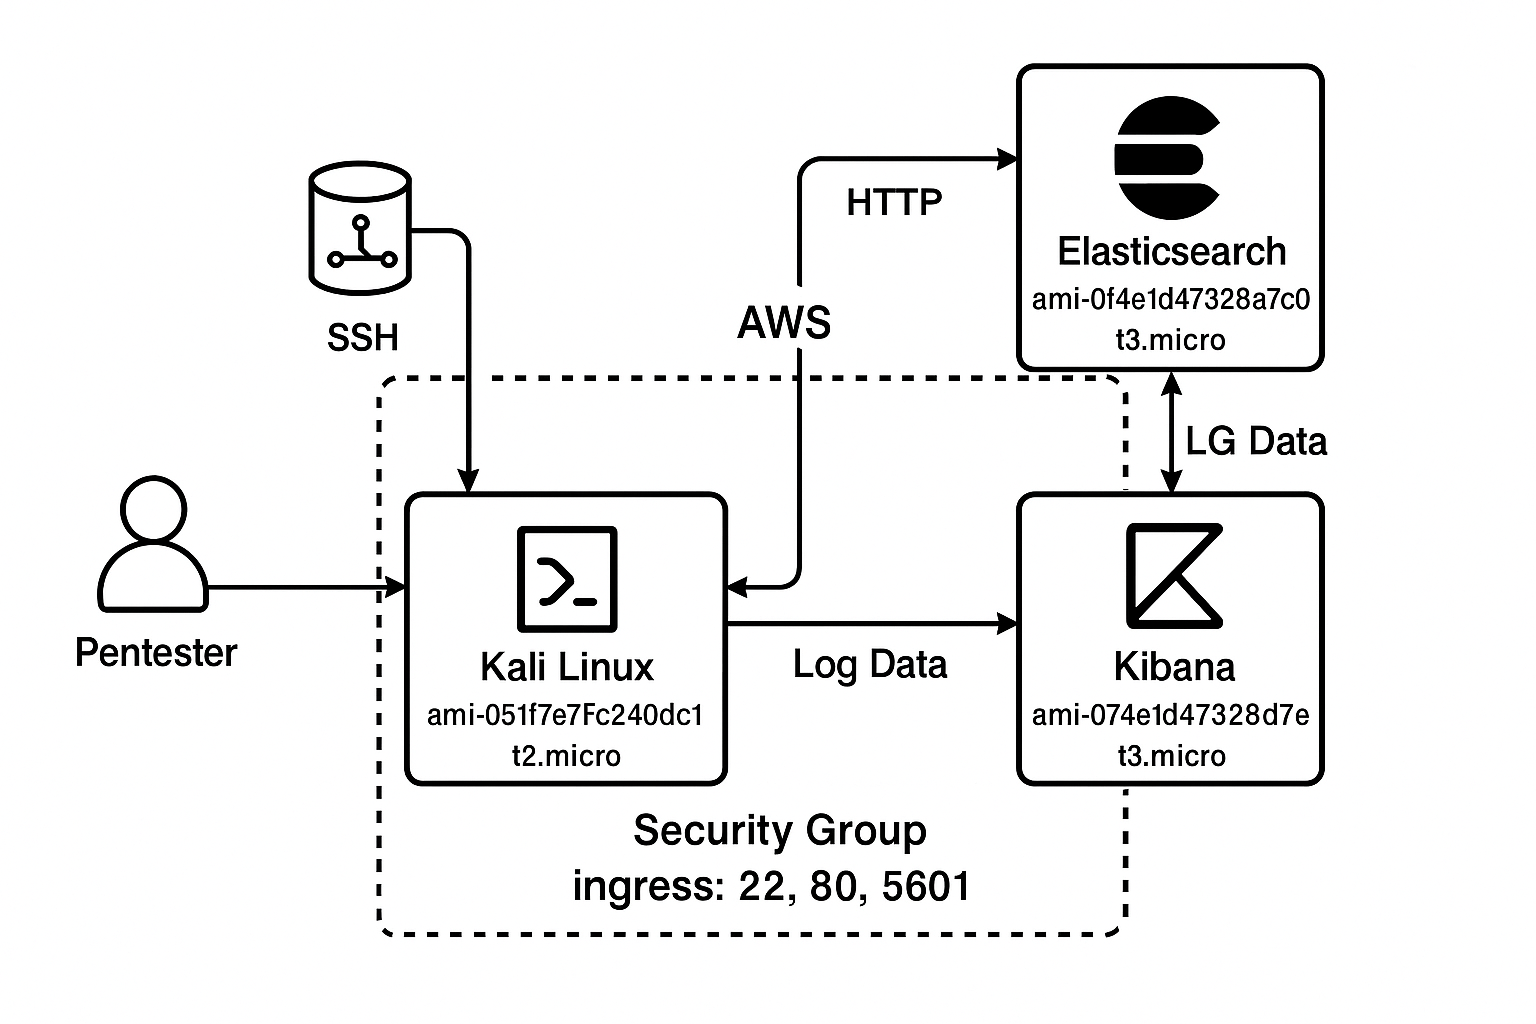 Elasticsearch
ami-0f4e1d47328a7c0
t3.micro
HTTP
SSH
AWS
LG Data
Pentester
Kali Linux
ami-051f7e7Fc240dc1
t2.micro
Log Data
Kibana
ami-074e1d47328d7e
t3.micro
Security Group
ingress: 22, 80, 5601